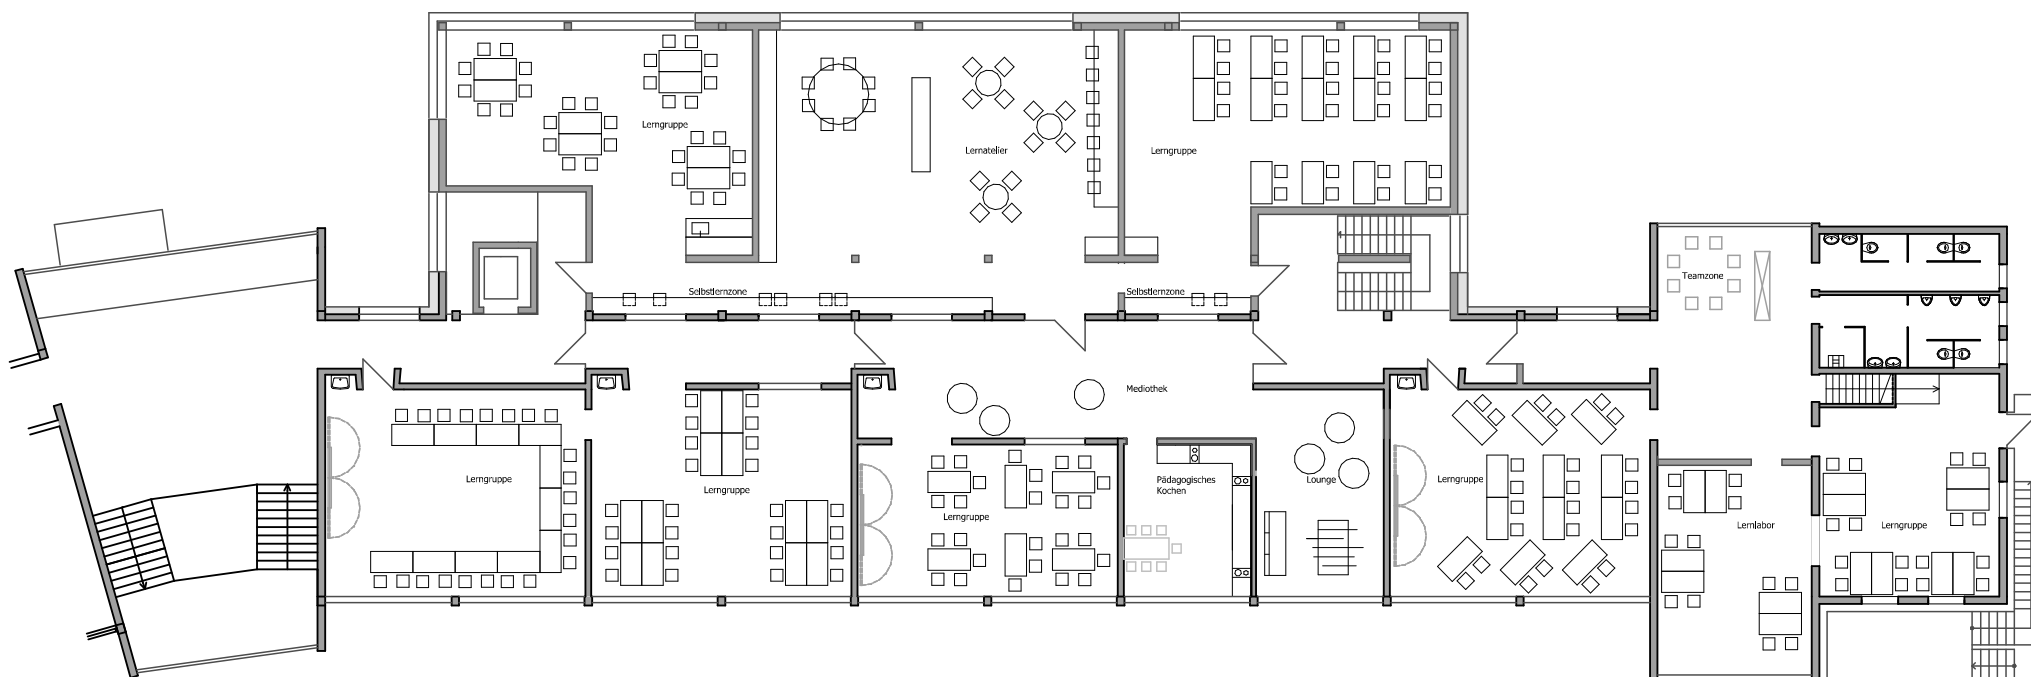 Lerngruppe
Lernatelier
Lerngruppe
Teamzone
Selbstlernzone
Selbstlernzone
Mediothek
Lerngruppe
Lerngruppe
Lerngruppe
Pädagogisches
Kochen
Lounge
Lerngruppe
Lernlabor
Lerngruppe